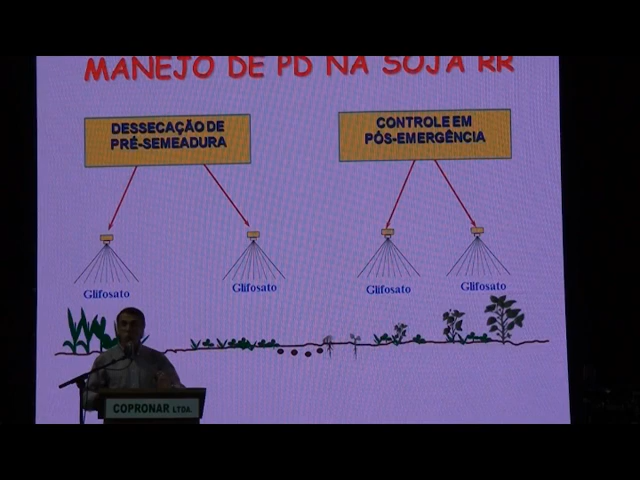 MANEJO DE PD NA SOJA RR
DESSECAÇÃO DE
PRÉ-SEMEADURA
CONTROLE EM
PÓS-EMERGÊNCIA
Glifosato
Glifosato
Glifosato
Glifosato
COPRONAR LTDA.